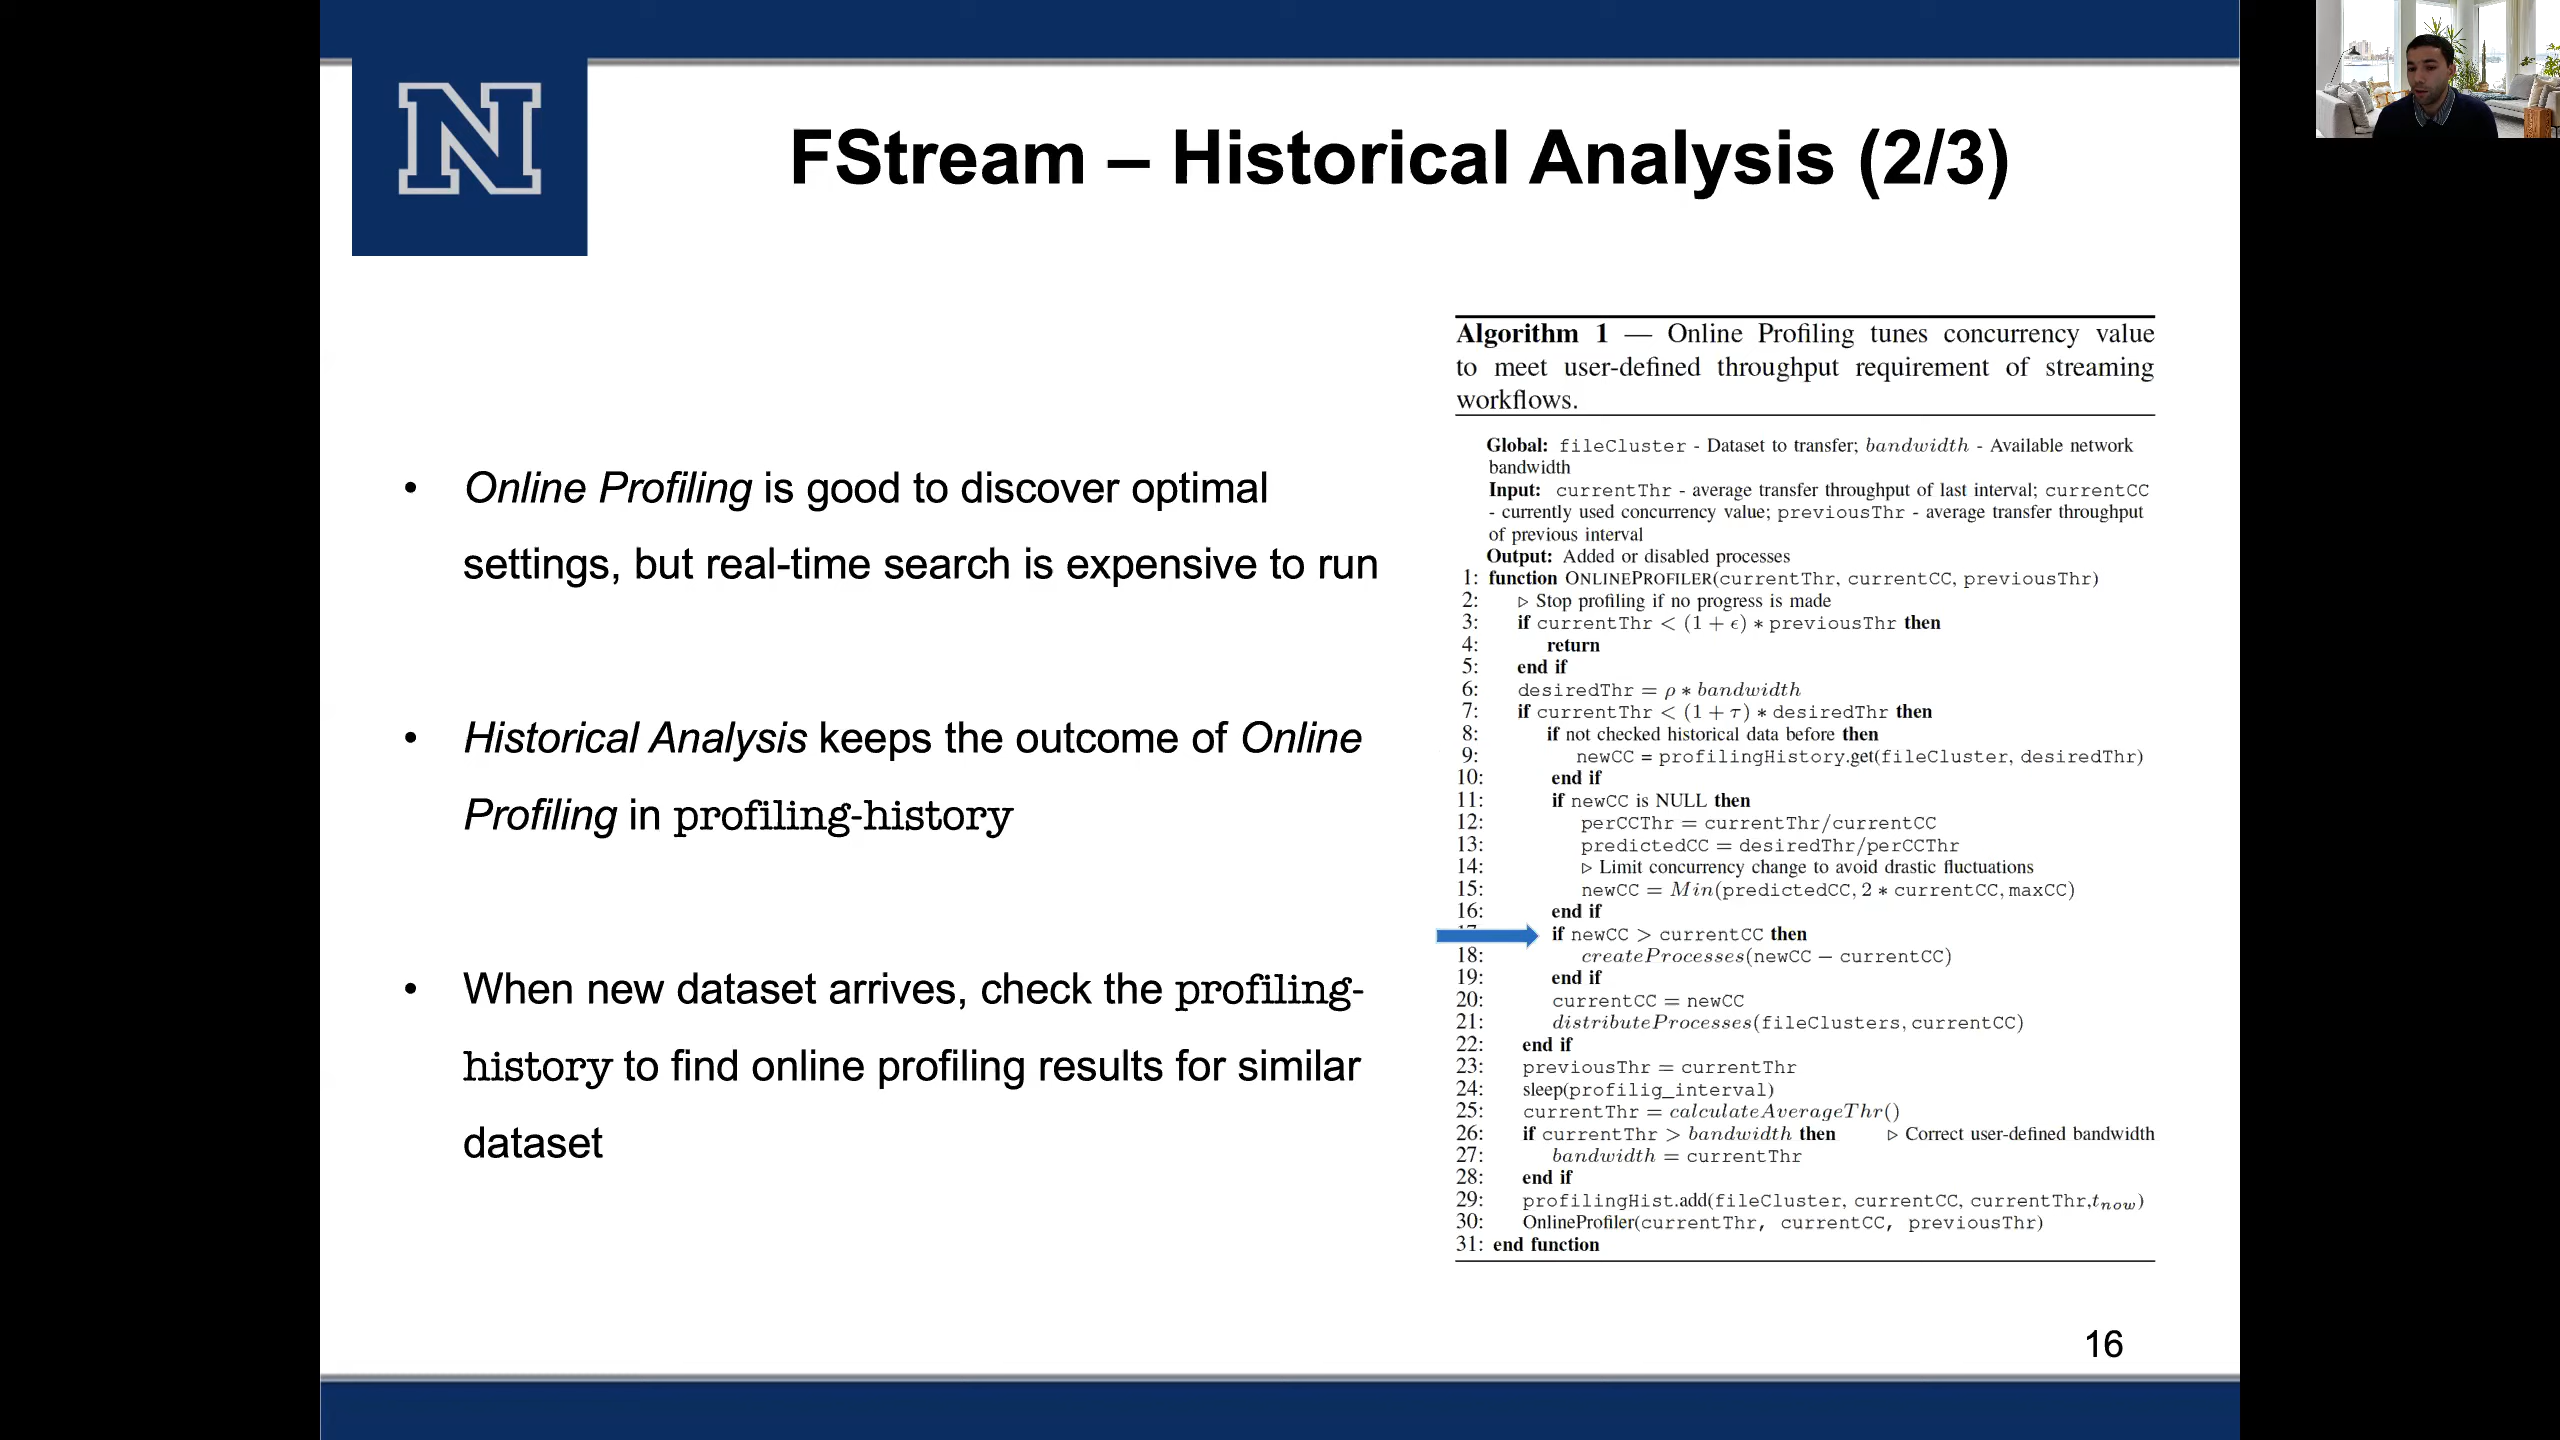 N
FStream – Historical Analysis (2/3)
• Online Profiling is good to discover optimal
settings, but real-time search is expensive to run
• Historical Analysis keeps the outcome of Online
Profiling in profiling-history
• When new dataset arrives, check the profiling-
history to find online profiling results for similar
dataset
Algorithm 1 — Online Profiling tunes concurrency value
to meet user-defined throughput requirement of streaming
workflows.
Global: fileCluster - Dataset to transfer; bandwidth - Available network
bandwidth
Input: currentThr - average transfer throughput of last interval; currentCC
- currently used concurrency value; previousThr - average transfer throughput
of previous interval
Output: Added or disabled processes
1: function ONLINEPROFILER(currentThr, currentCC, previousThr)
2: ▷ Stop profiling if no progress is made
3: if currentThr < (1 + ϵ) ∗ previousThr then
4: return
5: end if
6: desiredThr = ρ ∗ bandwidth
7: if currentThr < (1 + τ) ∗ desiredThr then
8: if not checked historical data before then
9: newCC = profilingHistory.get(fileCluster, desiredThr)
10: end if
11: if newCC is NULL then
12: perCCThr = currentThr/currentCC
13: predictedCC = desiredThr/perCCThr
14: ▷ Limit concurrency change to avoid drastic fluctuations
15: newCC = Min(predictedCC, 2 ∗ currentCC, maxCC)
16: end if
if newCC > currentCC then
18: createProcesses(newCC − currentCC)
19: end if
20: currentCC = newCC
21: distributeProcesses(fileClusters, currentCC)
22: end if
23: previousThr = currentThr
24: sleep(profilig_interval)
25: currentThr = calculateAverageThr()
26: if currentThr > bandwidth then ▷ Correct user-defined bandwidth
27: bandwidth = currentThr
28: end if
29: profilingHist.add(fileCluster, currentCC, currentThr,tnow)
30: OnlineProfiler(currentThr, currentCC, previousThr)
31: end function
16